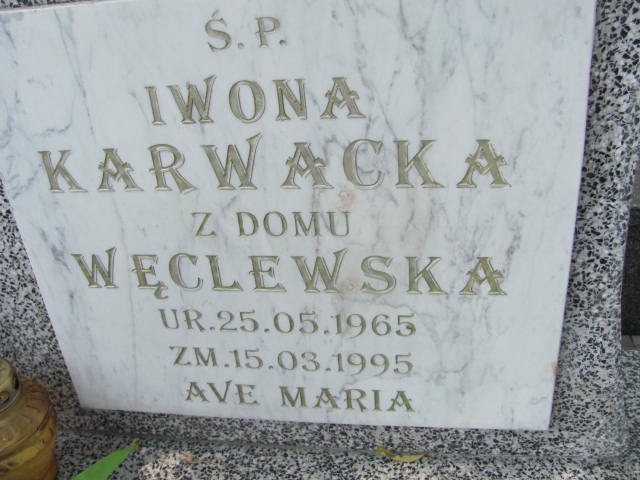 Ś.P.
IWONA
KARWACKA
Z DOMU
WĘCLEWSKA
UR.25.05.1965
ZM.15.03.1995
AVE MARIA